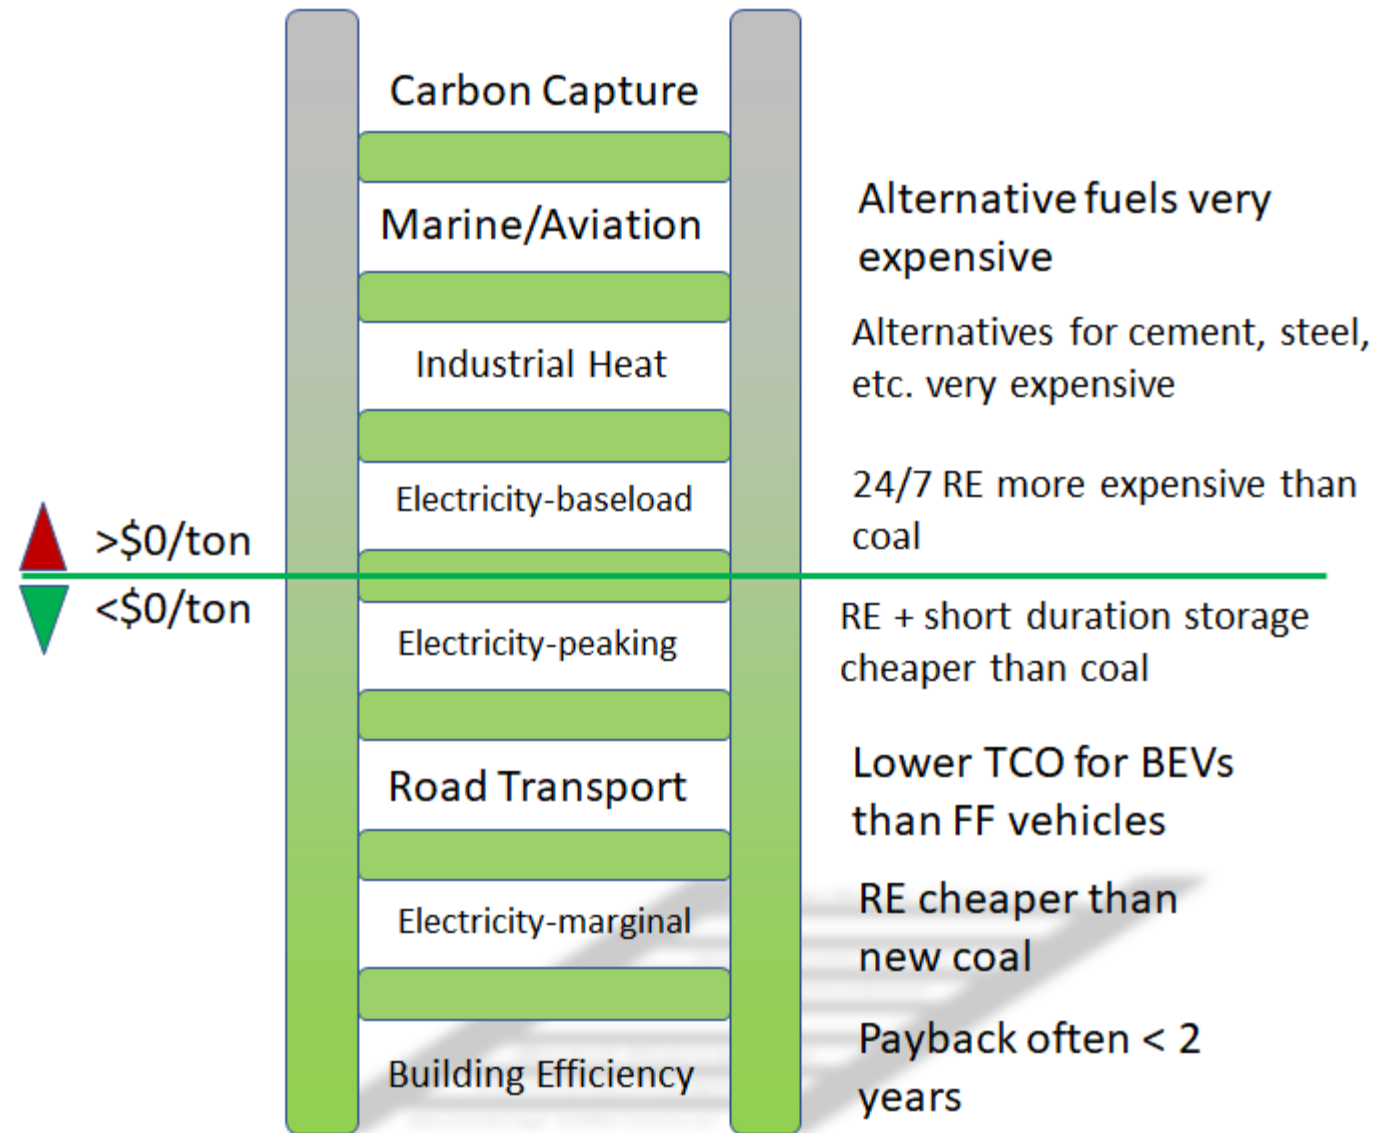 Carbon Capture
Marine/Aviation
Alternative fuels very
expensive
Industrial Heat
Alternatives for cement, steel,
etc. very expensive
Electricity-baseload
24/7 RE more expensive than
coal
>$0/ton
<$0/ton
Electricity-peaking
RE + short duration storage
cheaper than coal
Road Transport
Lower TCO for BEVs
than FF vehicles
Electricity-marginal
RE cheaper than
new coal
Building Efficiency
Payback often < 2
years